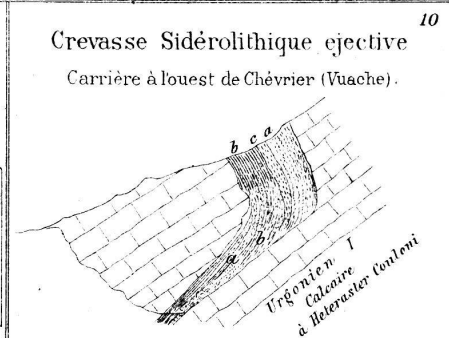 10
Crevasse Sidérolithique ejective
Carrière à l'ouest de Chévrier (Vuache).
b c a
a b
Urgonien I
Calcaire
à Heteraster Couloni